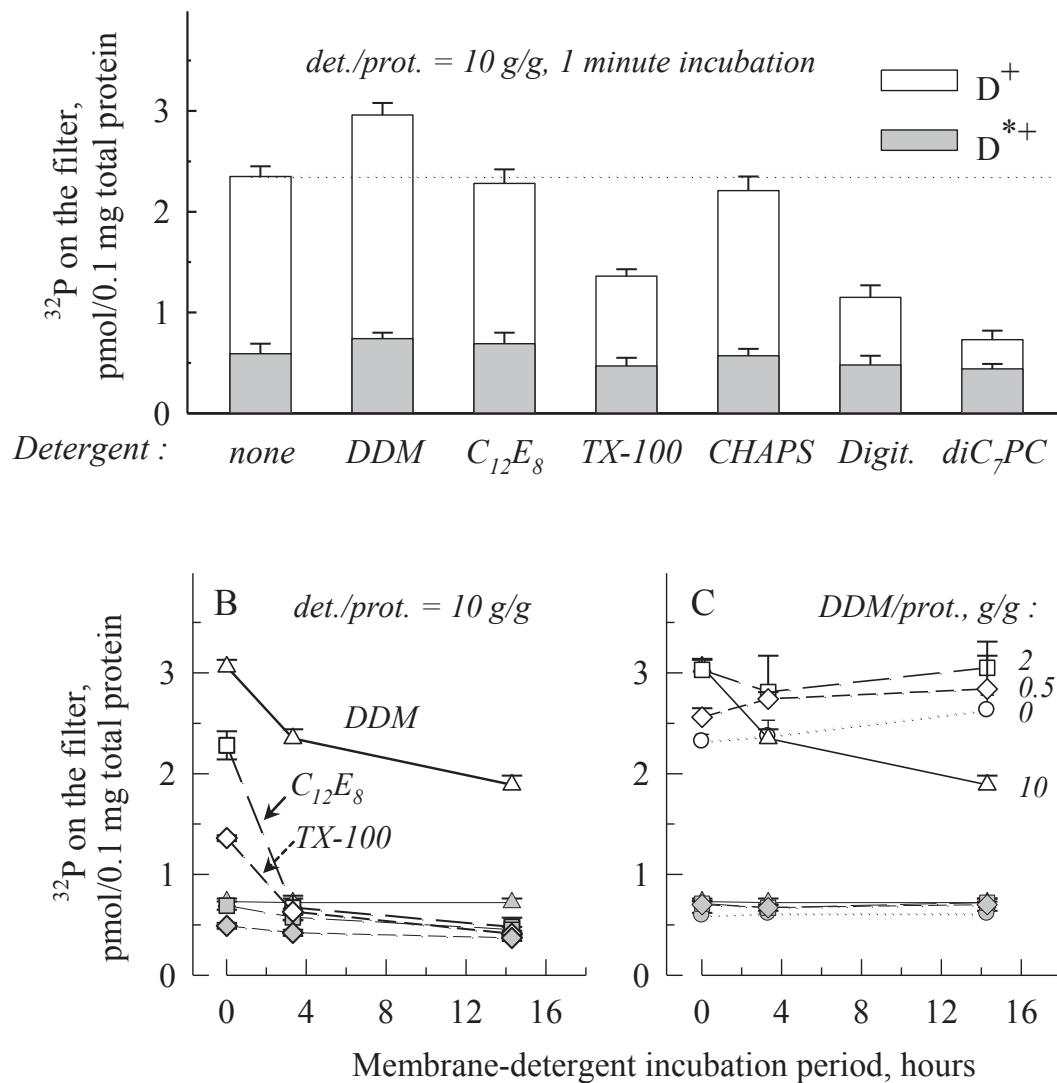 det./prot. = 10 g/g, 1 minute incubation
D+
D*+
32P on the filter,
pmol/0.1 mg total protein
3
2
1
0
Detergent : none DDM C12E8 TX-100 CHAPS Digit. diC7PC
B det./prot. = 10 g/g
C DDM/prot., g/g :
32P on the filter,
pmol/0.1 mg total protein
3
2
1
0
DDM
C12E8
TX-100
0 4 8 12 16
3
2
1
0
2
0.5
0
10
0 4 8 12 16
Membrane-detergent incubation period, hours